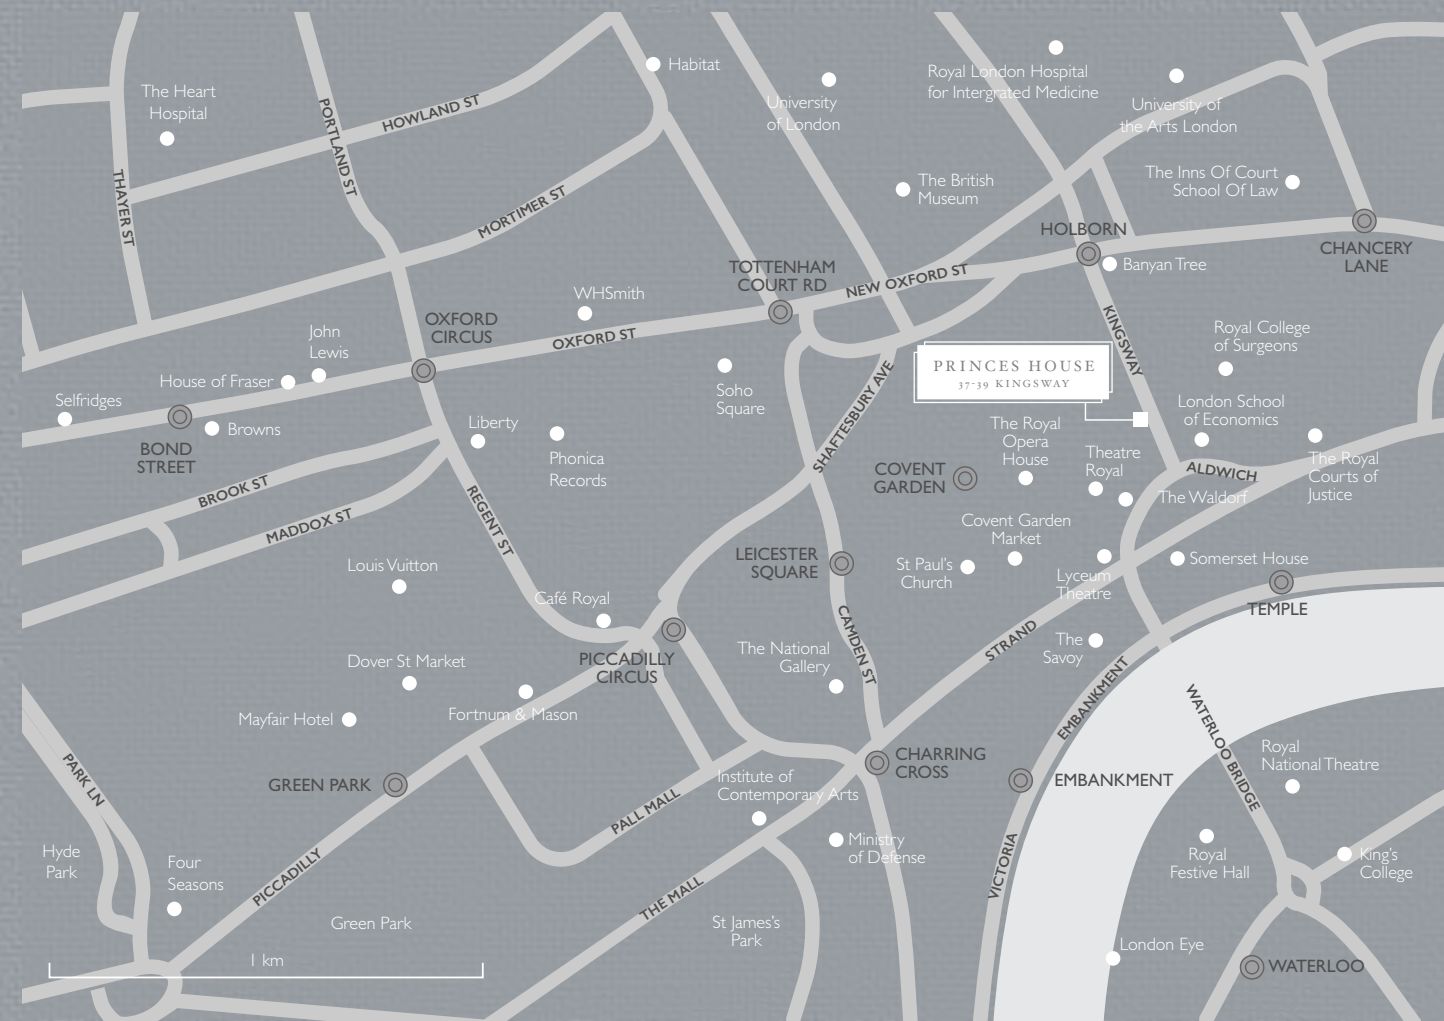 Habitat
Royal London Hospital
for Intergrated Medicine
The Heart
Hospital
PORTLAND ST
HOWLAND ST
University
of London
University of
the Arts London
THAYER ST
MORTIMER ST
The British
Museum
The Inns Of Court
School Of Law
HOLBORN
CHANCERY
LANE
Banyan Tree
TOTTENHAM
COURT RD
NEW OXFORD ST
WHSmith
OXFORD
CIRCUS
OXFORD ST
John
Lewis
House of Fraser
Selfridges
Browns
BOND
STREET
Liberty
Phonica
Records
Soho
Square
SHAFTESBURY AVE
PRINCES HOUSE
37-39 KINGSWAY
KINGSWAY
Royal College
of Surgeons
London School
of Economics
The Royal
Opera
House
Theatre
Royal
COVENT
GARDEN
ALDWICH
The Royal
Courts of
Justice
The Waldorf
BROOK ST
MADDOX ST
REGENT ST
Covent Garden
Market
LEICESTER
SQUARE
St Paul's
Church
Lyceum
Theatre
Somerset House
TEMPLE
Louis Vuitton
Café Royal
CAMDEN ST
STRAND
The
Savoy
The National
Gallery
PICCADILLY
CIRCUS
Dover St Market
Mayfair Hotel
Fortnum & Mason
EMBANKMENT
WATERLOO BRIDGE
Royal
National Theatre
CHARRING
CROSS
EMBANKMENT
GREEN PARK
PARK LN
Institute of
Contemporary Arts
PALL MALL
Ministry
of Defense
VICTORIA
Royal
Festive Hall
King's
College
Hyde
Park
Four
Seasons
PICCADILLY
THE MALL
Green Park
St James's
Park
London Eye
WATERLOO
1 km